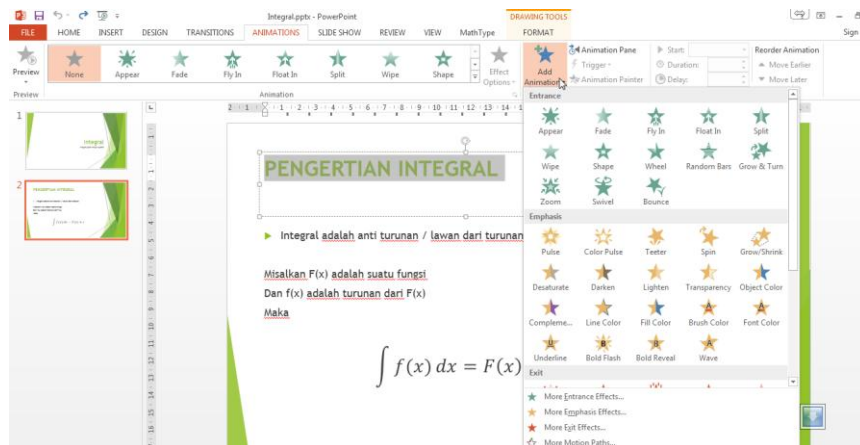 Integral.pptx - PowerPoint
DRAWING TOOLS
FILE HOME INSERT DESIGN TRANSITIONS ANIMATIONS SLIDE SHOW REVIEW VIEW MathType FORMAT Sign
Preview
None Appear Fade Fly In Float In Split Wipe Shape
Effect Options
Add Animation
Animation Pane
Trigger
Animation Painter
Start:
Duration:
Delay:
Reorder Animation
Move Earlier
Move Later
Preview Animation
Entrance
Appear Fade Fly In Float In Split
Wipe Shape Wheel Random Bars Grow & Turn
Zoom Swivel Bounce
Emphasis
Pulse Color Pulse Teeter Spin Grow/Shrink
Desaturate Darken Lighten Transparency Object Color
Compleme... Line Color Fill Color Brush Color Font Color
Underline Bold Flash Bold Reveal Wave
Exit
More Entrance Effects...
More Emphasis Effects...
More Exit Effects...
More Motion Paths...
1
Integral
2
PENGERTIAN INTEGRAL
PENGERTIAN INTEGRAL
Integral adalah anti turunan / lawan dari turunan
Misalkan F(x) adalah suatu fungsi
Dan f(x) adalah turunan dari F(x)
Maka
∫ f(x) dx = F(x)